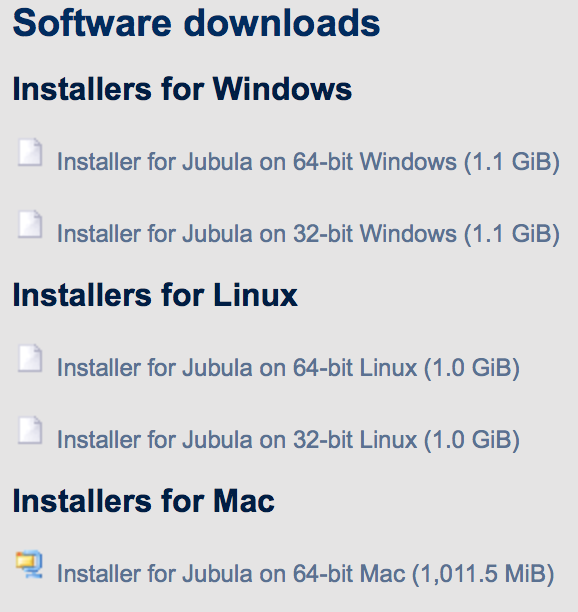 Software downloads
Installers for Windows
Installer for Jubula on 64-bit Windows (1.1 GiB)
Installer for Jubula on 32-bit Windows (1.1 GiB)
Installers for Linux
Installer for Jubula on 64-bit Linux (1.0 GiB)
Installer for Jubula on 32-bit Linux (1.0 GiB)
Installers for Mac
Installer for Jubula on 64-bit Mac (1,011.5 MiB)